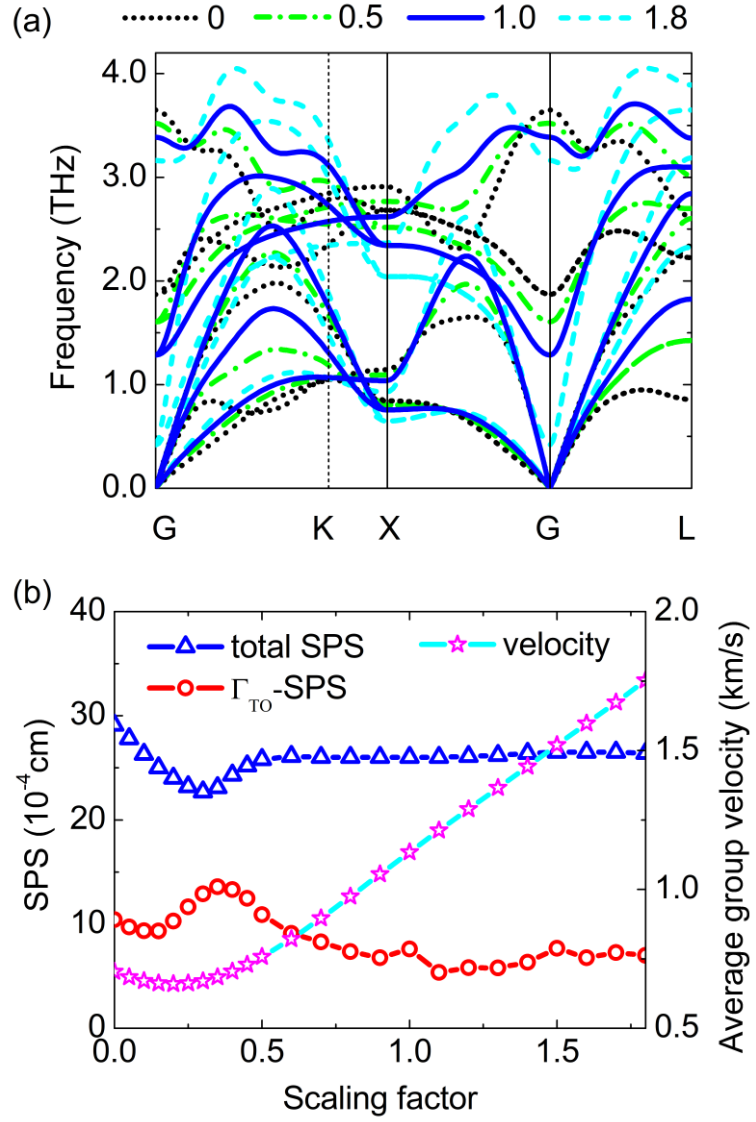 (a)
0 0.5 1.0 1.8
4.0
3.0
2.0
1.0
0.0
Frequency (THz)
G K X G L
(b)
40 2.0
total SPS velocity
Γ_TO-SPS
30 1.5
20
10 1.0
0 0.5
SPS (10⁻⁴cm)
Average group velocity (km/s)
0.0 0.5 1.0 1.5
Scaling factor